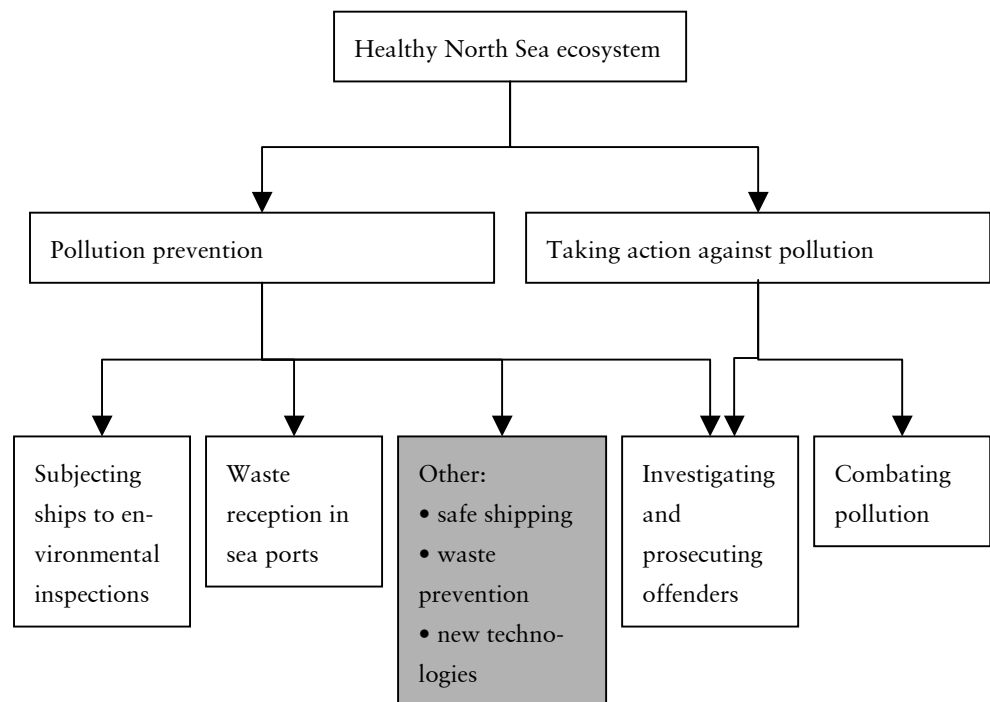 Healthy North Sea ecosystem
Pollution prevention
Taking action against pollution
Subjecting
ships to en-
vironmental
inspections
Waste
reception in
sea ports
Other:
• safe shipping
• waste
prevention
• new techno-
logies
Investigating
and
prosecuting
offenders
Combating
pollution